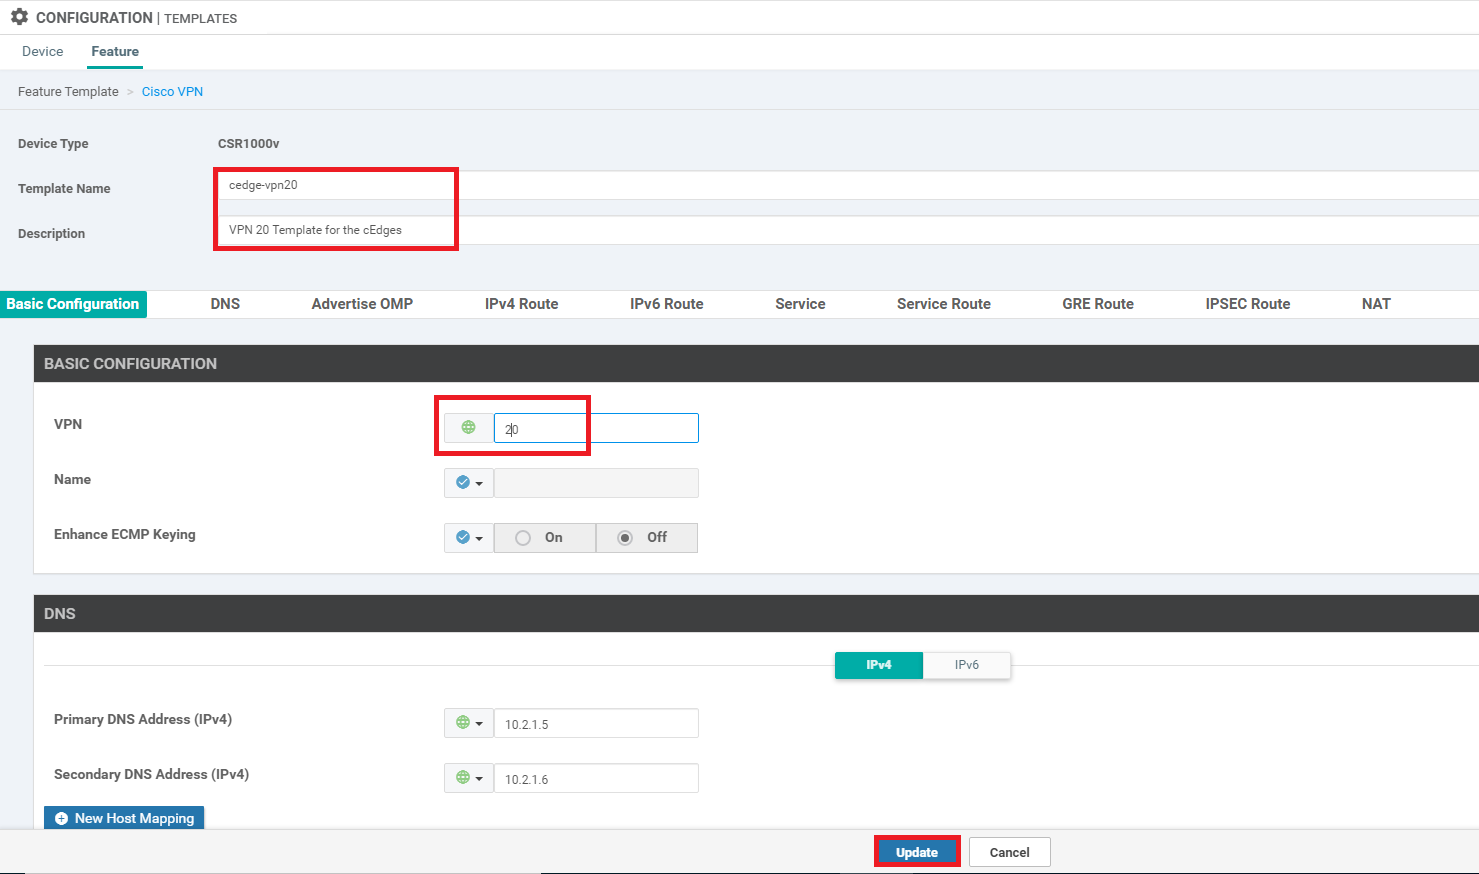 CONFIGURATION | TEMPLATES
Device Feature
Feature Template > Cisco VPN
Device Type CSR1000v
Template Name cedge-vpn20
Description VPN 20 Template for the cEdges
Basic Configuration DNS Advertise OMP IPv4 Route IPv6 Route Service Service Route GRE Route IPSEC Route NAT
BASIC CONFIGURATION
VPN 20
Name
Enhance ECMP Keying On Off
DNS
IPv4 IPv6
Primary DNS Address (IPv4) 10.2.1.5
Secondary DNS Address (IPv4) 10.2.1.6
New Host Mapping
Update Cancel